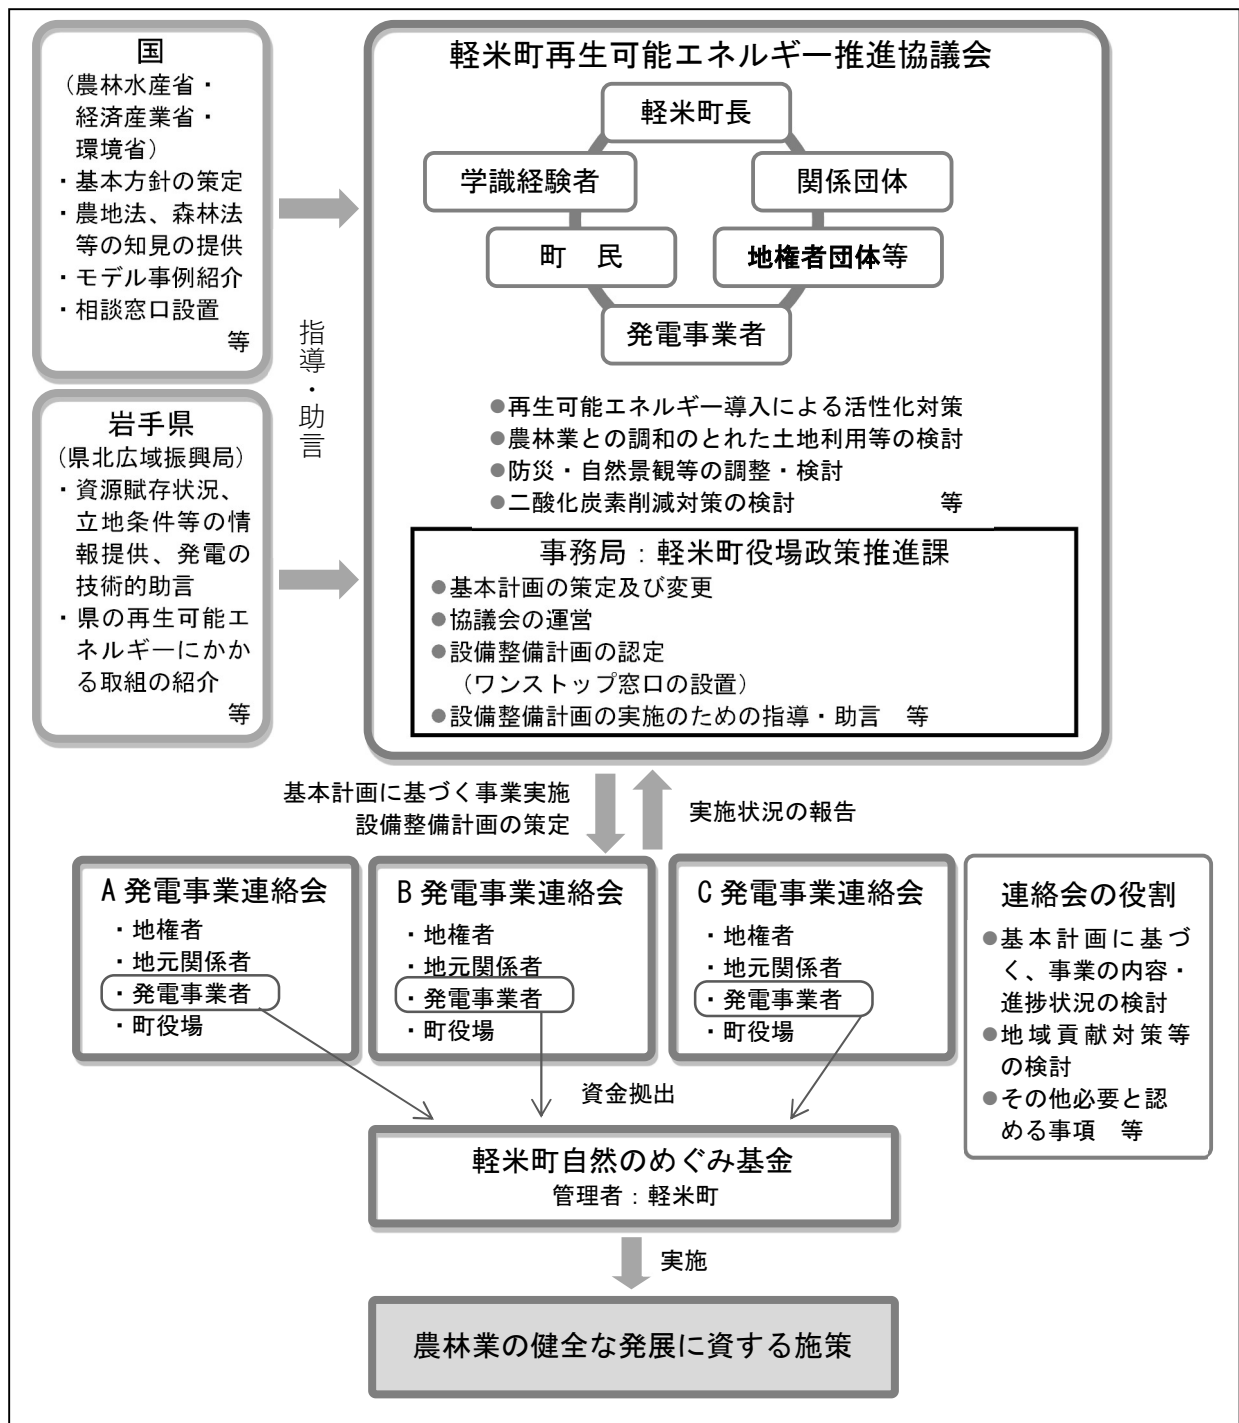 国
(農林水産省・
経済産業省・
環境省)
・基本方針の策定
・農地法、森林法
等の知見の提供
・モデル事例紹介
・相談窓口設置
等
岩手県
(県北広域振興局)
・資源賦存状況、
立地条件等の情
報提供、発電の
技術的助言
・県の再生可能エ
ネルギーにかか
る取組の紹介
等
指導・助言
軽米町再生可能エネルギー推進協議会
軽米町長
学識経験者
関係団体
町 民
地権者団体等
発電事業者
●再生可能エネルギー導入による活性化対策
●農林業との調和のとれた土地利用等の検討
●防災・自然景観等の調整・検討
●二酸化炭素削減対策の検討 等
事務局：軽米町役場政策推進課
●基本計画の策定及び変更
●協議会の運営
●設備整備計画の認定
（ワンストップ窓口の設置）
●設備整備計画の実施のための指導・助言 等
基本計画に基づく事業実施
設備整備計画の策定
実施状況の報告
A 発電事業連絡会
・地権者
・地元関係者
・発電事業者
・町役場
B 発電事業連絡会
・地権者
・地元関係者
・発電事業者
・町役場
C 発電事業連絡会
・地権者
・地元関係者
・発電事業者
・町役場
連絡会の役割
●基本計画に基づ
く、事業の内容・
進捗状況の検討
●地域貢献対策等
の検討
●その他必要と認
める事項 等
資金拠出
軽米町自然のめぐみ基金
管理者：軽米町
実施
農林業の健全な発展に資する施策